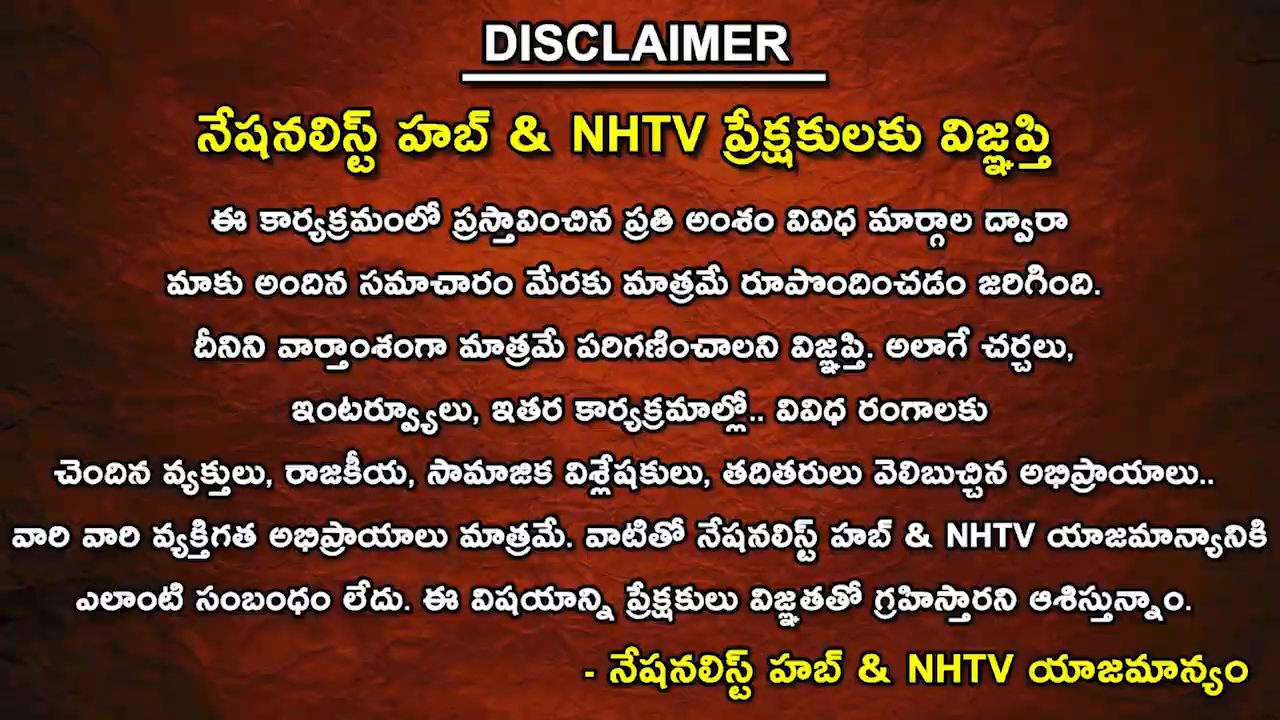 DISCLAIMER
నేషనలిస్ట్ హబ్ & NHTV ప్రేక్షకులకు విజ్ఞప్తి
ఈ కార్యక్రమంలో ప్రస్తావించిన ప్రతి అంశం వివిధ మార్గాల ద్వారా
మాకు అందిన సమాచారం మేరకు మాత్రమే రూపొందించడం జరిగింది.
దీనిని వార్తాంశంగా మాత్రమే పరిగణించాలని విజ్ఞప్తి. అలాగే చర్చలు,
ఇంటర్వ్యూలు, ఇతర కార్యక్రమాల్లో.. వివిధ రంగాలకు
చెందిన వ్యక్తులు, రాజకీయ, సామాజిక విశ్లేషకులు, తదితరులు వెలిబుచ్చిన అభిప్రాయాలు..
వారి వారి వ్యక్తిగత అభిప్రాయాలు మాత్రమే. వాటితో నేషనలిస్ట్ హబ్ & NHTV యాజమాన్యానికి
ఎలాంటి సంబంధం లేదు. ఈ విషయాన్ని ప్రేక్షకులు విజ్ఞతతో గ్రహిస్తారని ఆశిస్తున్నాం.
- నేషనలిస్ట్ హబ్ & NHTV యాజమాన్యం